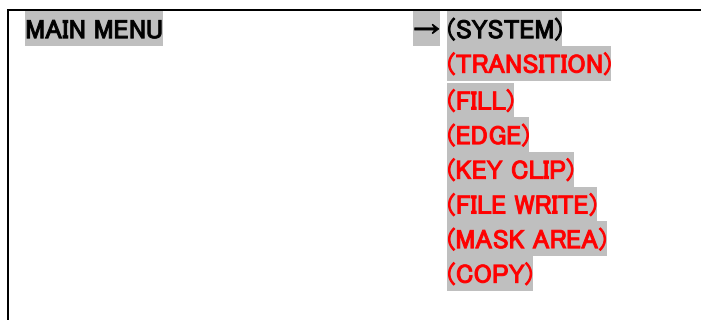 MAIN MENU → (SYSTEM)
(TRANSITION)
(FILL)
(EDGE)
(KEY CLIP)
(FILE WRITE)
(MASK AREA)
(COPY)